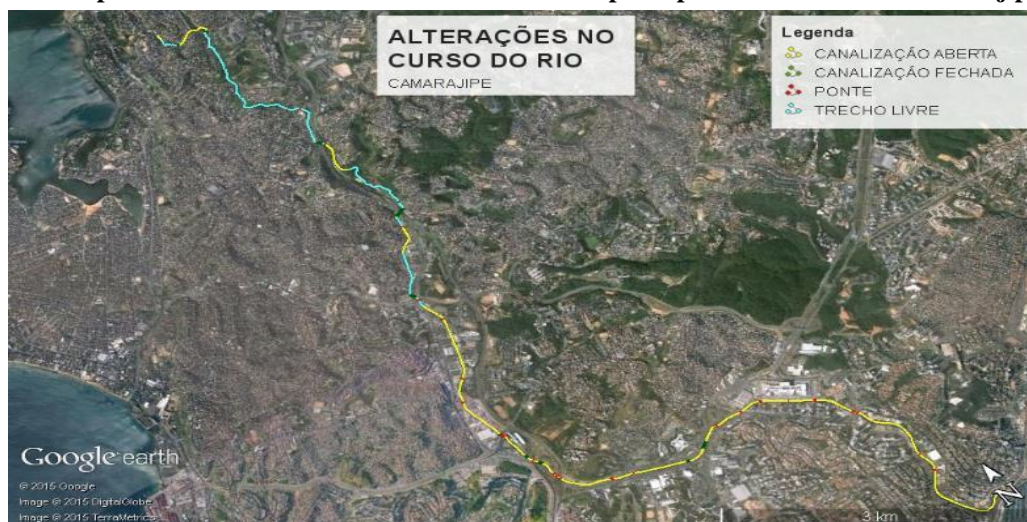 ALTERAÇÕES NO
CURSO DO RIO
CAMARAJIPE
Legenda
CANALIZAÇÃO ABERTA
CANALIZAÇÃO FECHADA
PONTE
TRECHO LIVRE
Google earth
© 2015 Google
Image © 2015 DigitalGlobe
Image © 2015 TerraMetrics
3 km
N